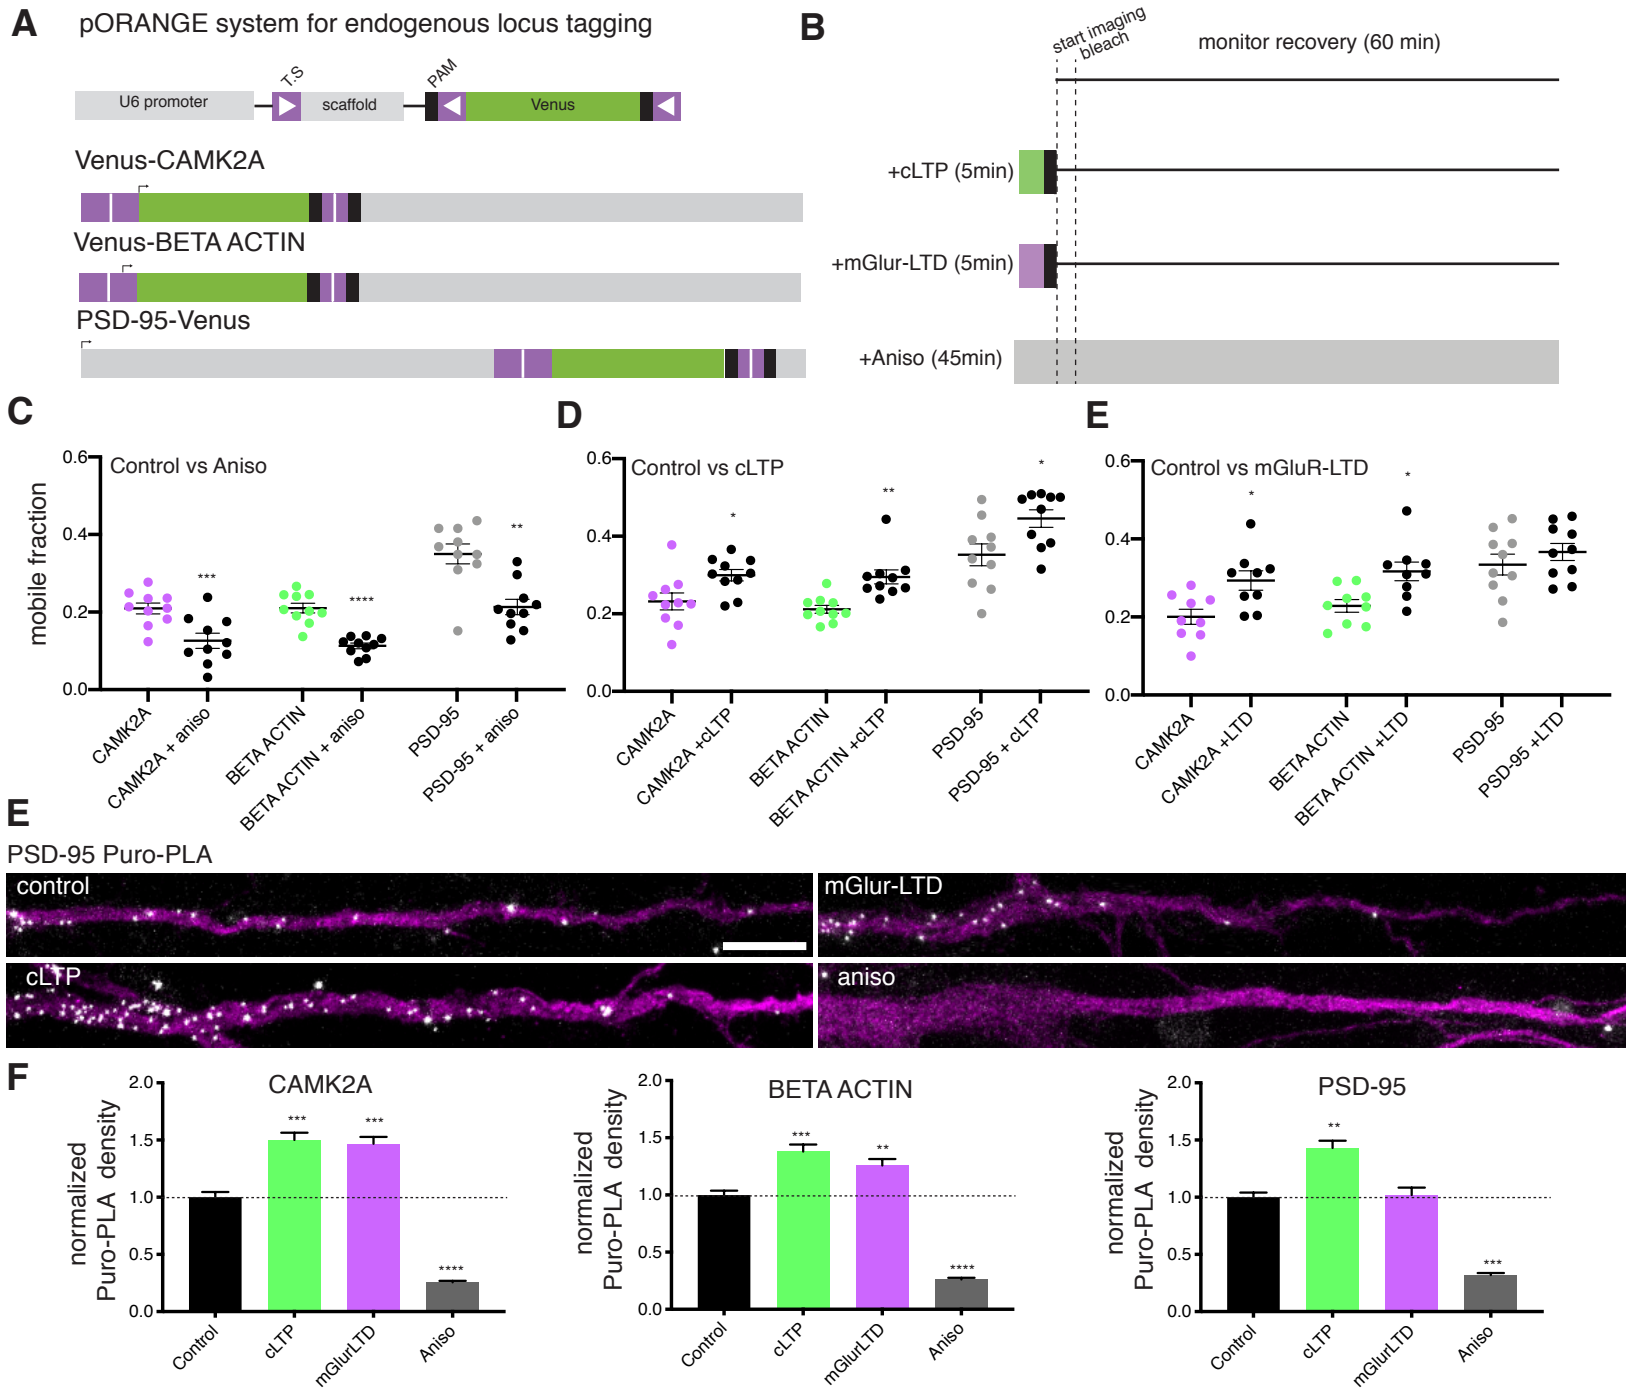 A
pORANGE system for endogenous locus tagging
T.S
PAM
U6 promoter
scaffold
Venus
Venus-CAMK2A
Venus-BETA ACTIN
PSD-95-Venus
B
start imaging
bleach
monitor recovery (60 min)
+cLTP (5min)
+mGlur-LTD (5min)
+Aniso (45min)
C
Control vs Aniso
mobile fraction
0.6
0.4
0.2
0.0
***
****
**
CAMK2A
CAMK2A + aniso
BETA ACTIN
BETA ACTIN + aniso
PSD-95
PSD-95 + aniso
D
Control vs cLTP
0.6
0.4
0.2
0.0
*
**
*
CAMK2A
CAMK2A +cLTP
BETA ACTIN
BETA ACTIN +cLTP
PSD-95
PSD-95 + cLTP
E
Control vs mGluR-LTD
0.6
0.4
0.2
0.0
*
*
CAMK2A
CAMK2A +LTD
BETA ACTIN
BETA ACTIN +LTD
PSD-95
PSD-95 +LTD
E
PSD-95 Puro-PLA
control
mGlur-LTD
cLTP
aniso
F
CAMK2A
normalized
Puro-PLA density
2.0
1.5
1.0
0.5
0.0
***
***
****
Control
cLTP
mGlurLTD
Aniso
BETA ACTIN
normalized
Puro-PLA density
2.0
1.5
1.0
0.5
0.0
***
**
****
Control
cLTP
mGlurLTD
Aniso
PSD-95
normalized
Puro-PLA density
2.0
1.5
1.0
0.5
0.0
**
***
Control
cLTP
mGlurLTD
Aniso